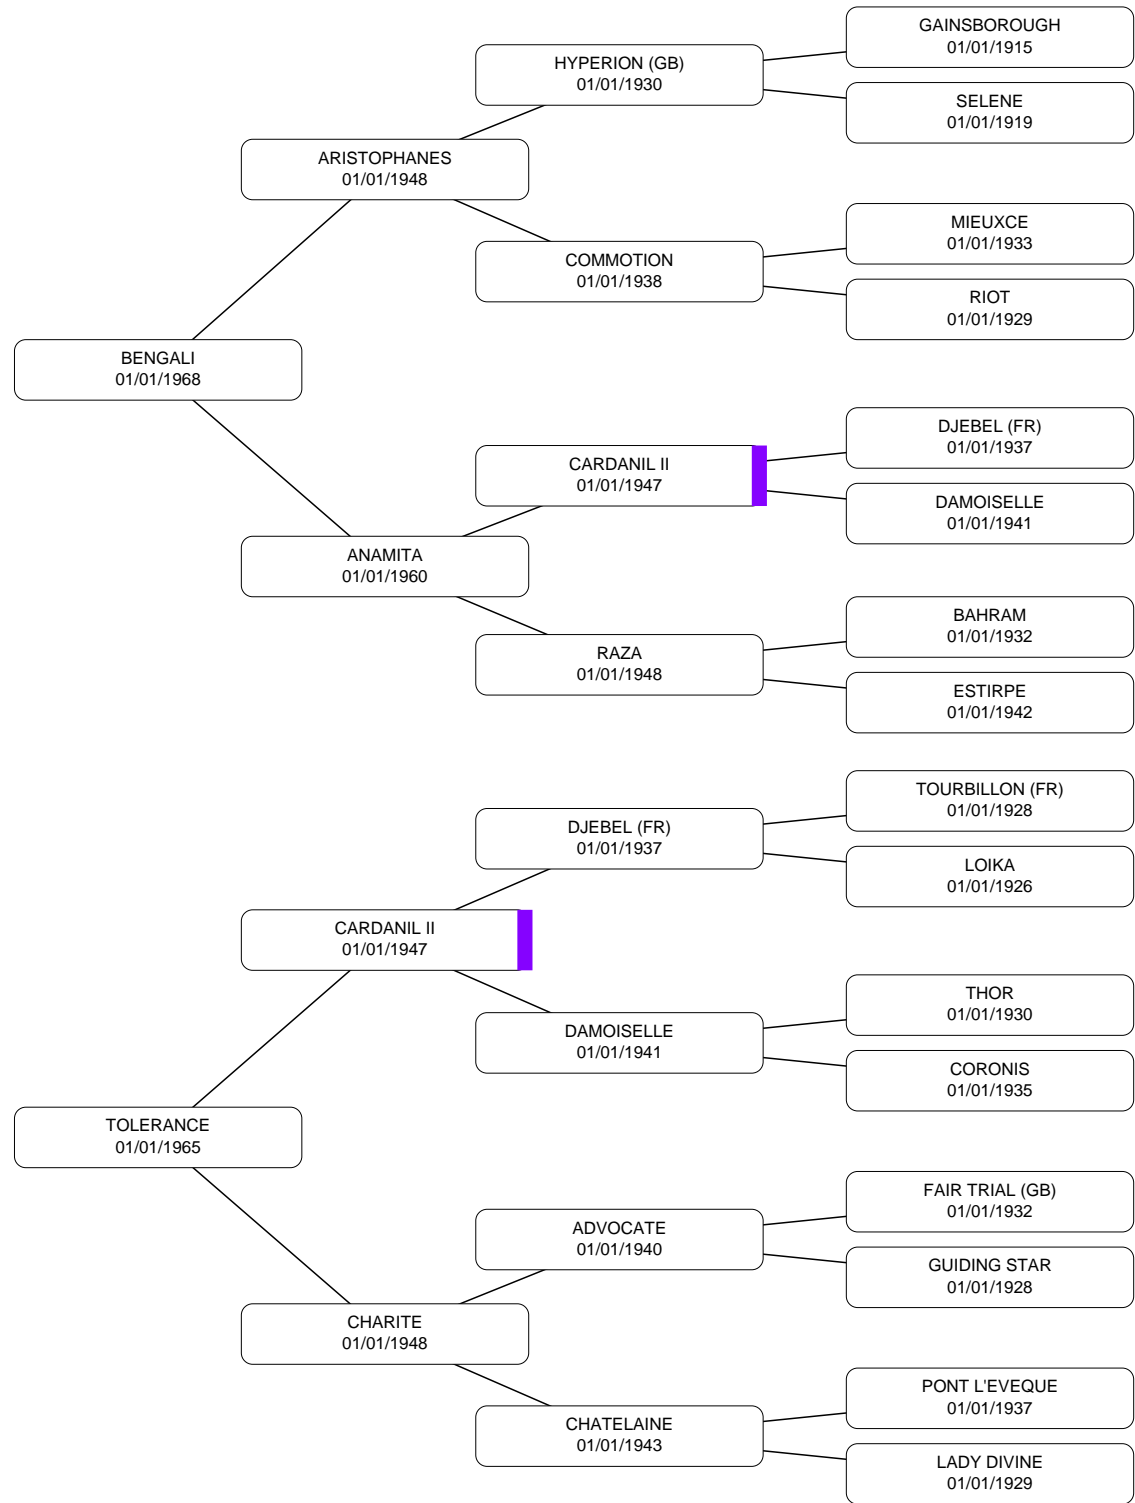 GAINSBOROUGH
01/01/1915
HYPERION (GB)
01/01/1930
SELENE
01/01/1919
ARISTOPHANES
01/01/1948
MIEUXCE
01/01/1933
COMMOTION
01/01/1938
RIOT
01/01/1929
BENGALI
01/01/1968
DJEBEL (FR)
01/01/1937
CARDANIL II
01/01/1947
DAMOISELLE
01/01/1941
ANAMITA
01/01/1960
BAHRAM
01/01/1932
RAZA
01/01/1948
ESTIRPE
01/01/1942
TOURBILLON (FR)
01/01/1928
DJEBEL (FR)
01/01/1937
LOIKA
01/01/1926
CARDANIL II
01/01/1947
THOR
01/01/1930
DAMOISELLE
01/01/1941
CORONIS
01/01/1935
TOLERANCE
01/01/1965
FAIR TRIAL (GB)
01/01/1932
ADVOCATE
01/01/1940
GUIDING STAR
01/01/1928
CHARITE
01/01/1948
PONT L'EVEQUE
01/01/1937
CHATELAINE
01/01/1943
LADY DIVINE
01/01/1929